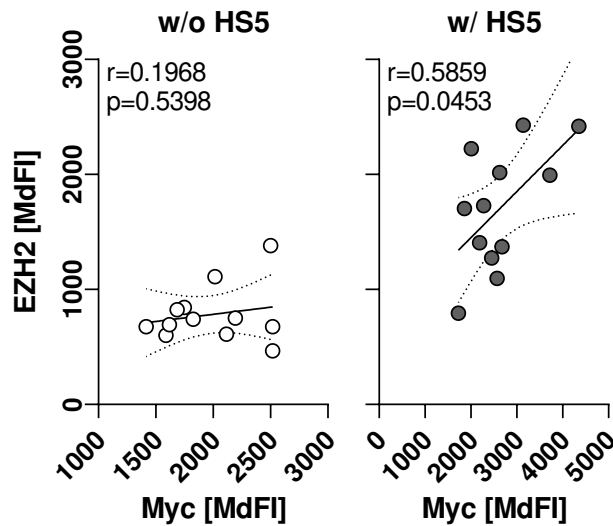 w/o HS5
w/ HS5
r=0.1968
p=0.5398
r=0.5859
p=0.0453
EZH2 [MdFI]
3000
2000
1000
0
1000 1500 2000 2500 3000
0 1000 2000 3000 4000 5000
Myc [MdFI]
Myc [MdFI]